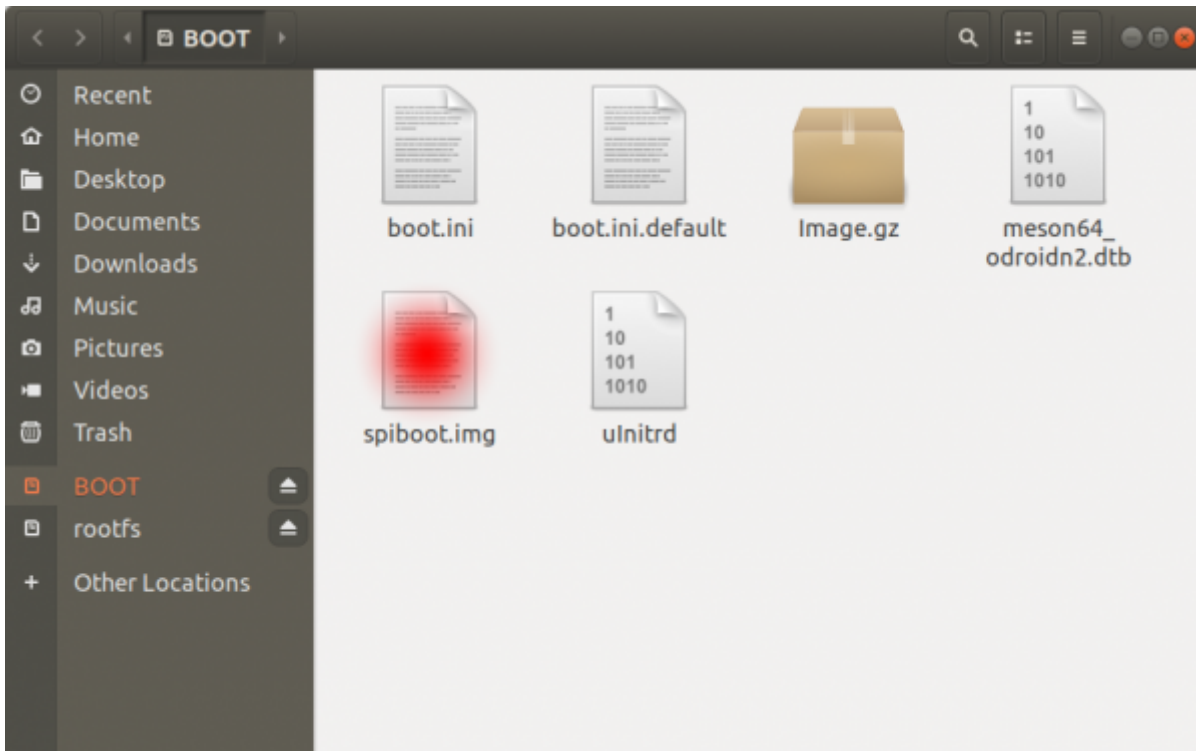 BOOT
Recent
Home
Desktop
Documents
Downloads
Music
Pictures
Videos
Trash
BOOT
rootfs
Other Locations
1
10
101
1010
boot.ini
boot.ini.default
Image.gz
meson64_
odroidn2.dtb
1
10
101
1010
spiboot.img
uInitrd